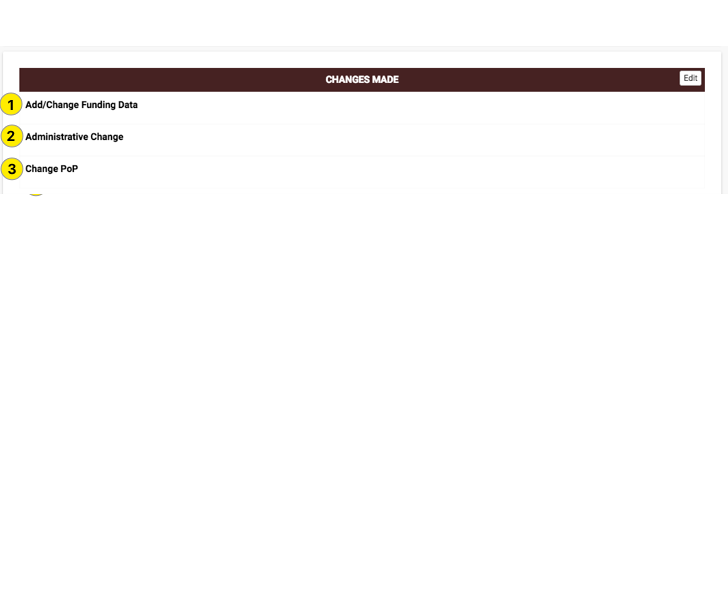 CHANGES MADE
Edit
1 Add/Change Funding Data
2 Administrative Change
3 Change PoP